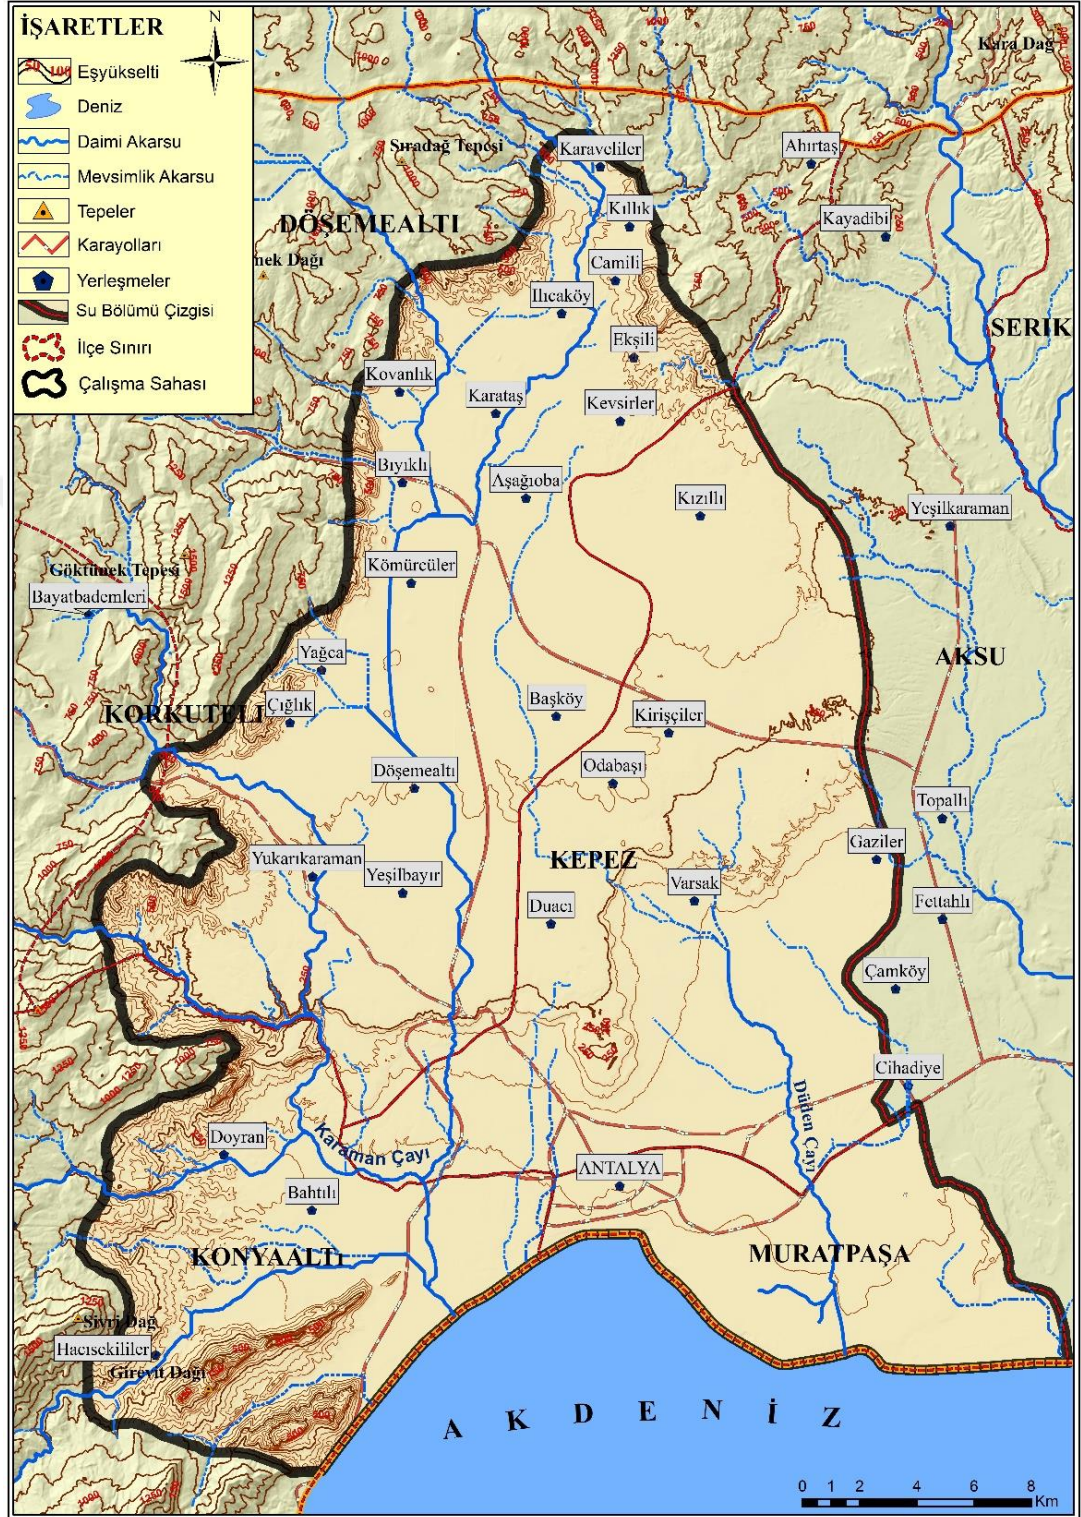 İŞARETLER
N
Eşyükselti
Deniz
Daimi Akarsu
Mevsimlik Akarsu
Tepeler
Karayolları
Yerleşmeler
Su Bölümü Çizgisi
İlçe Sınırı
Çalışma Sahası
Kara Dağ
Sıradağ Tepesi
Karaveliler
Ahırtaş
DÖŞEMEALTI
Kıllık
Kayadibi
nek Dağı
Camili
Ilıcaköy
SERIK
Ekşili
Kovanlık
Karataş
Kevsirler
Bıyıklı
Aşağıoba
Kızıllı
Yeşilkaraman
Göktünek Tepesi
Kömürcüler
Bayatbademleri
Yağca
AKSU
Çığlık
KORKUTELI
Başköy
Kirişçiler
Döşemealtı
Odabaşı
Topallı
Gaziler
Yukarıkaraman
KEPEZ
Yeşilbayır
Varsak
Duacı
Fettahlı
Çamköy
Cihadiye
Düden Çayı
Doyran
Karaman Çayı
ANTALYA
Bahtılı
KONYAALTI
MURATPAŞA
Sivri Dağ
Hacısekililer
Girevit Dağı
A K D E N İ Z
0 1 2 4 6 8
Km